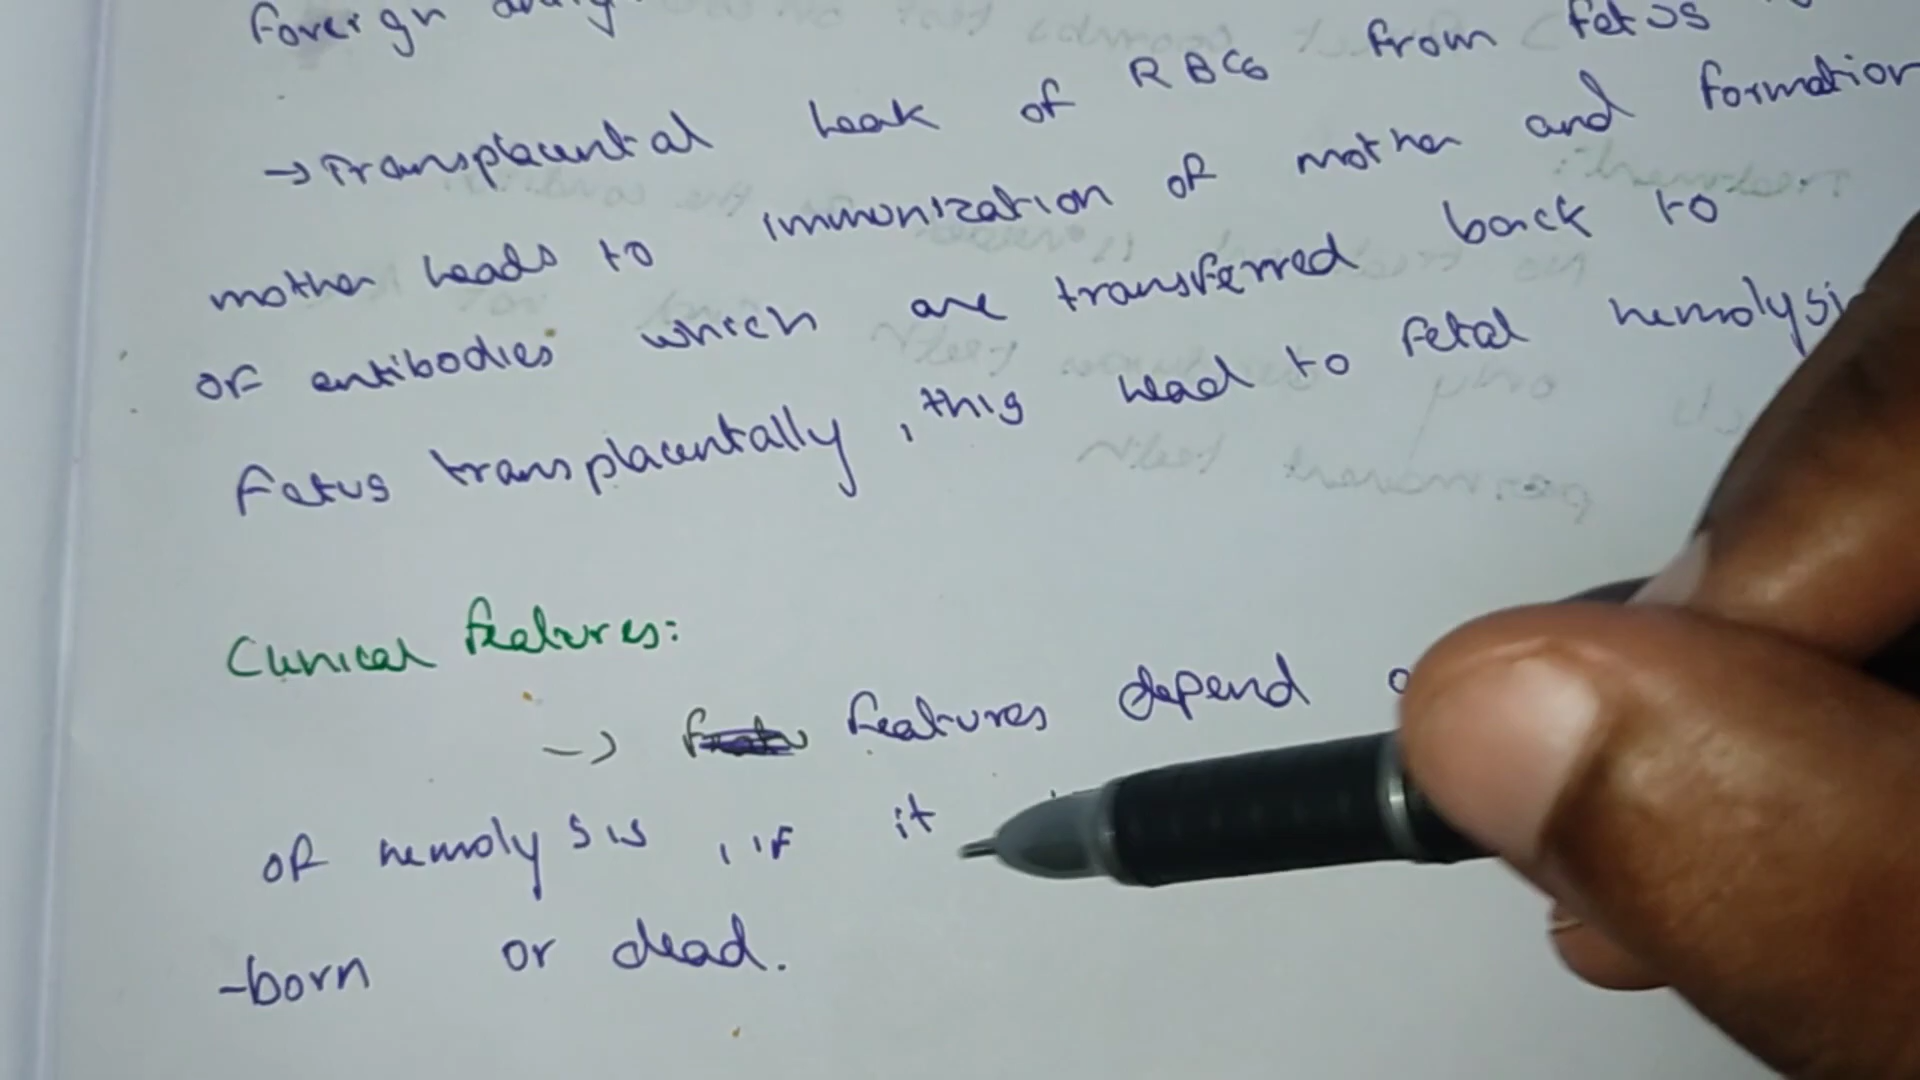 Foreign
→ Transplacental leak of RBCs from fetus
mother leads to immunization of mother and formation
of antibodies which are transferred back to
fetus transplacentally, this lead to fetal hemolysi
Clinical features:
→ features depend
of hemolysis, if it
-born or dead.